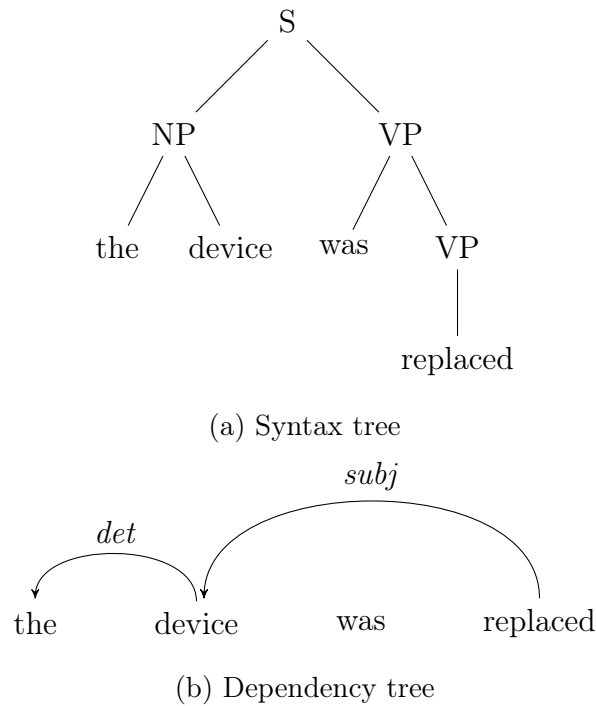 S
NP VP
the device was VP
replaced
(a) Syntax tree
subj
det
the device was replaced
(b) Dependency tree